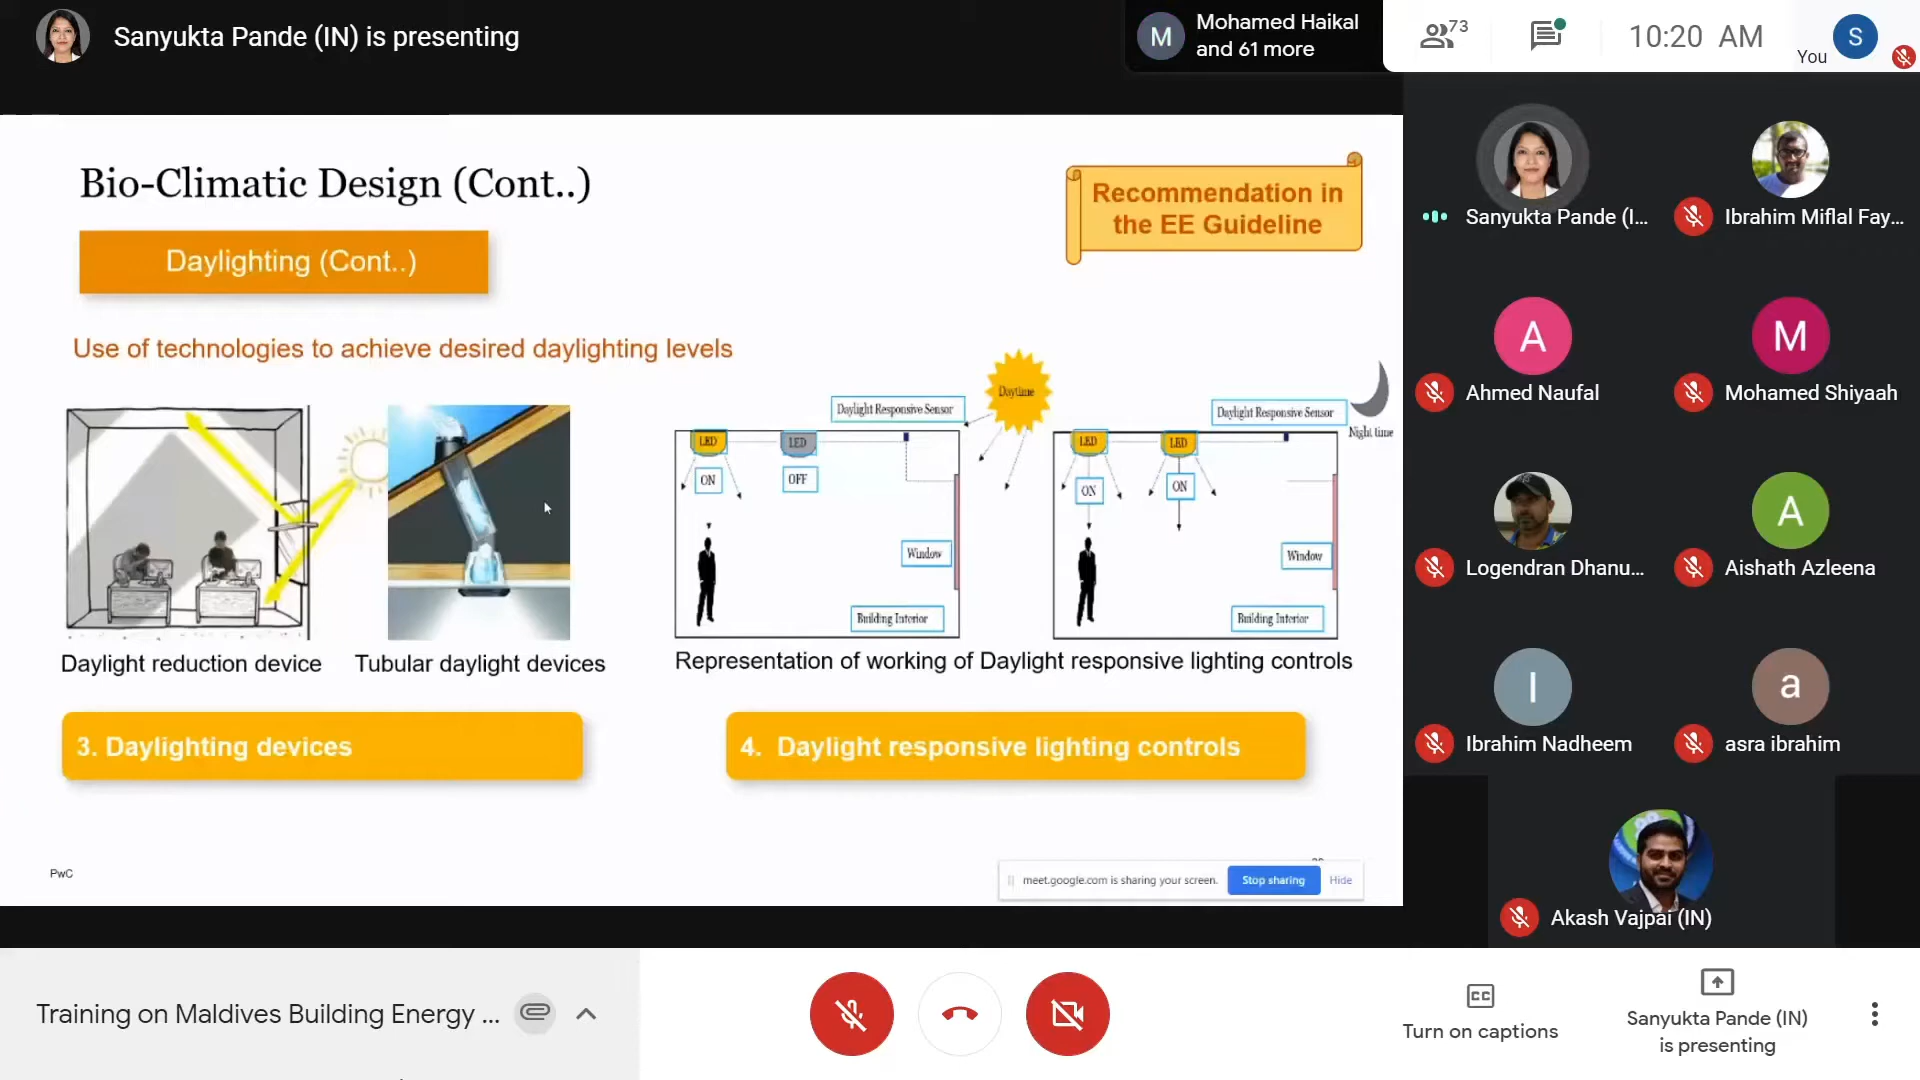 Sanyukta Pande (IN) is presenting
M
Mohamed Haikal
and 61 more
73
10:20 AM
You
S
Bio-Climatic Design (Cont..)
Recommendation in
the EE Guideline
Daylighting (Cont..)
Use of technologies to achieve desired daylighting levels
Daylight Responsive Sensor
Daytime
Daylight Responsive Sensor
Night time
LED
LED
ON
OFF
Window
Building Interior
LED
LED
ON
ON
Window
Building Interior
Daylight reduction device
Tubular daylight devices
Representation of working of Daylight responsive lighting controls
3. Daylighting devices
4. Daylight responsive lighting controls
PwC
meet.google.com is sharing your screen.
Stop sharing
Hide
Sanyukta Pande (I...
Ibrahim Miflal Fay...
A
Ahmed Naufal
M
Mohamed Shiyaah
Logendran Dhanu...
A
Aishath Azleena
I
Ibrahim Nadheem
a
asra ibrahim
Akash Vajpai (IN)
Training on Maldives Building Energy ...
CC
Turn on captions
Sanyukta Pande (IN)
is presenting